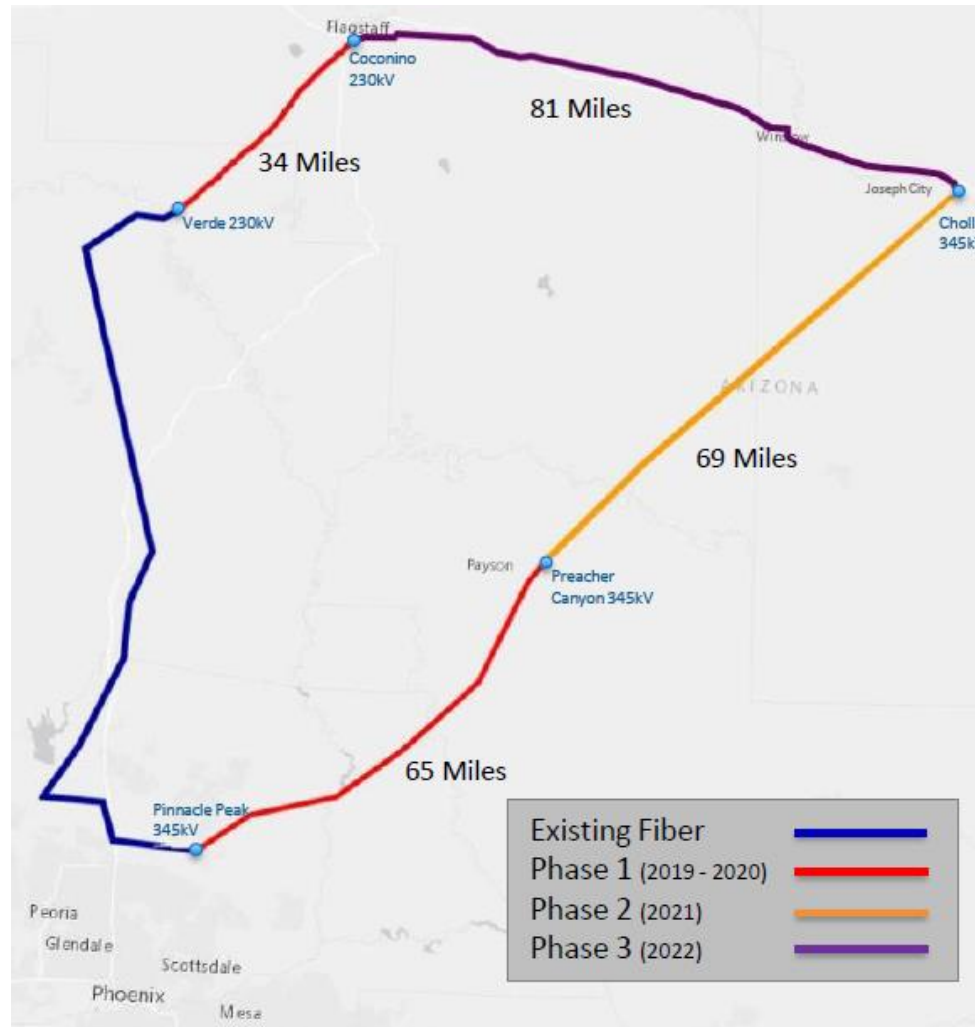 Flagstaff
Coconino
230kV
81 Miles
34 Miles
Winslow
Joseph City
Verde 230kV
Choll
345k
ARIZONA
69 Miles
Payson
Preacher
Canyon 345kV
65 Miles
Pinnacle Peak
345kV
Existing Fiber
Phase 1 (2019 - 2020)
Phase 2 (2021)
Phase 3 (2022)
Peoria
Glendale
Scottsdale
Phoenix
Mesa